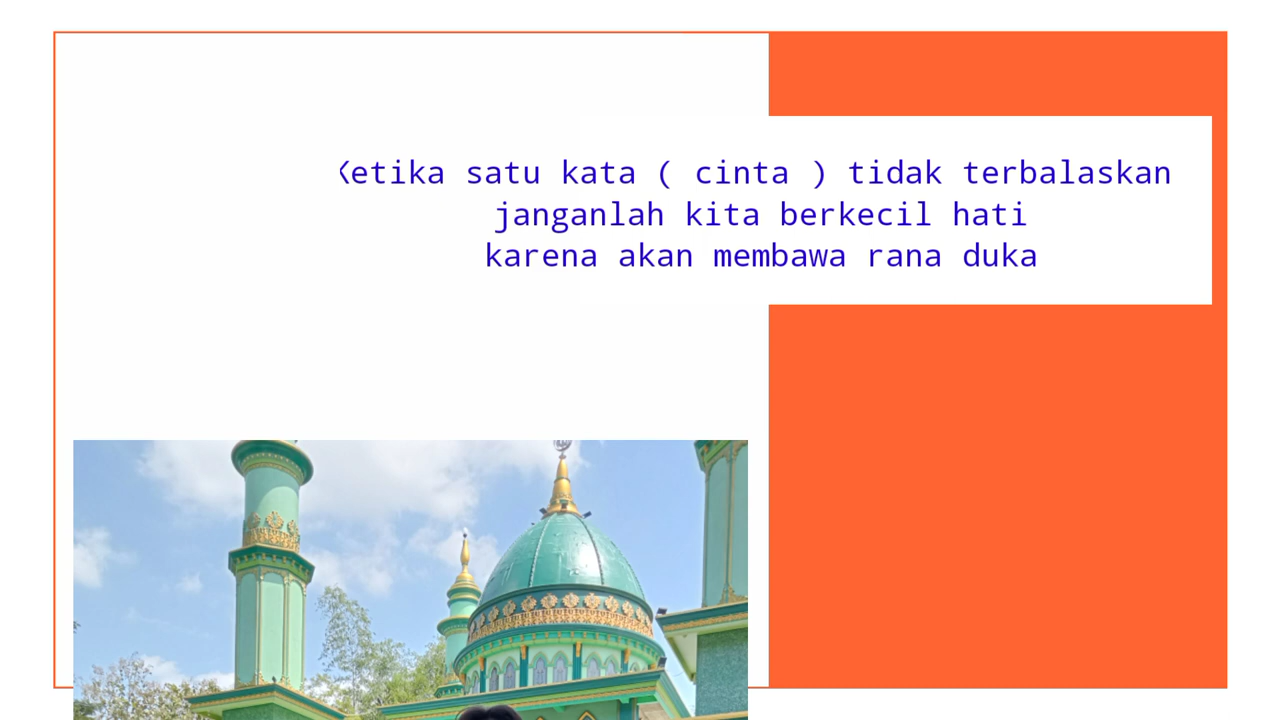 Ketika satu kata ( cinta ) tidak terbalaskan
janganlah kita berkecil hati
karena akan membawa rana duka